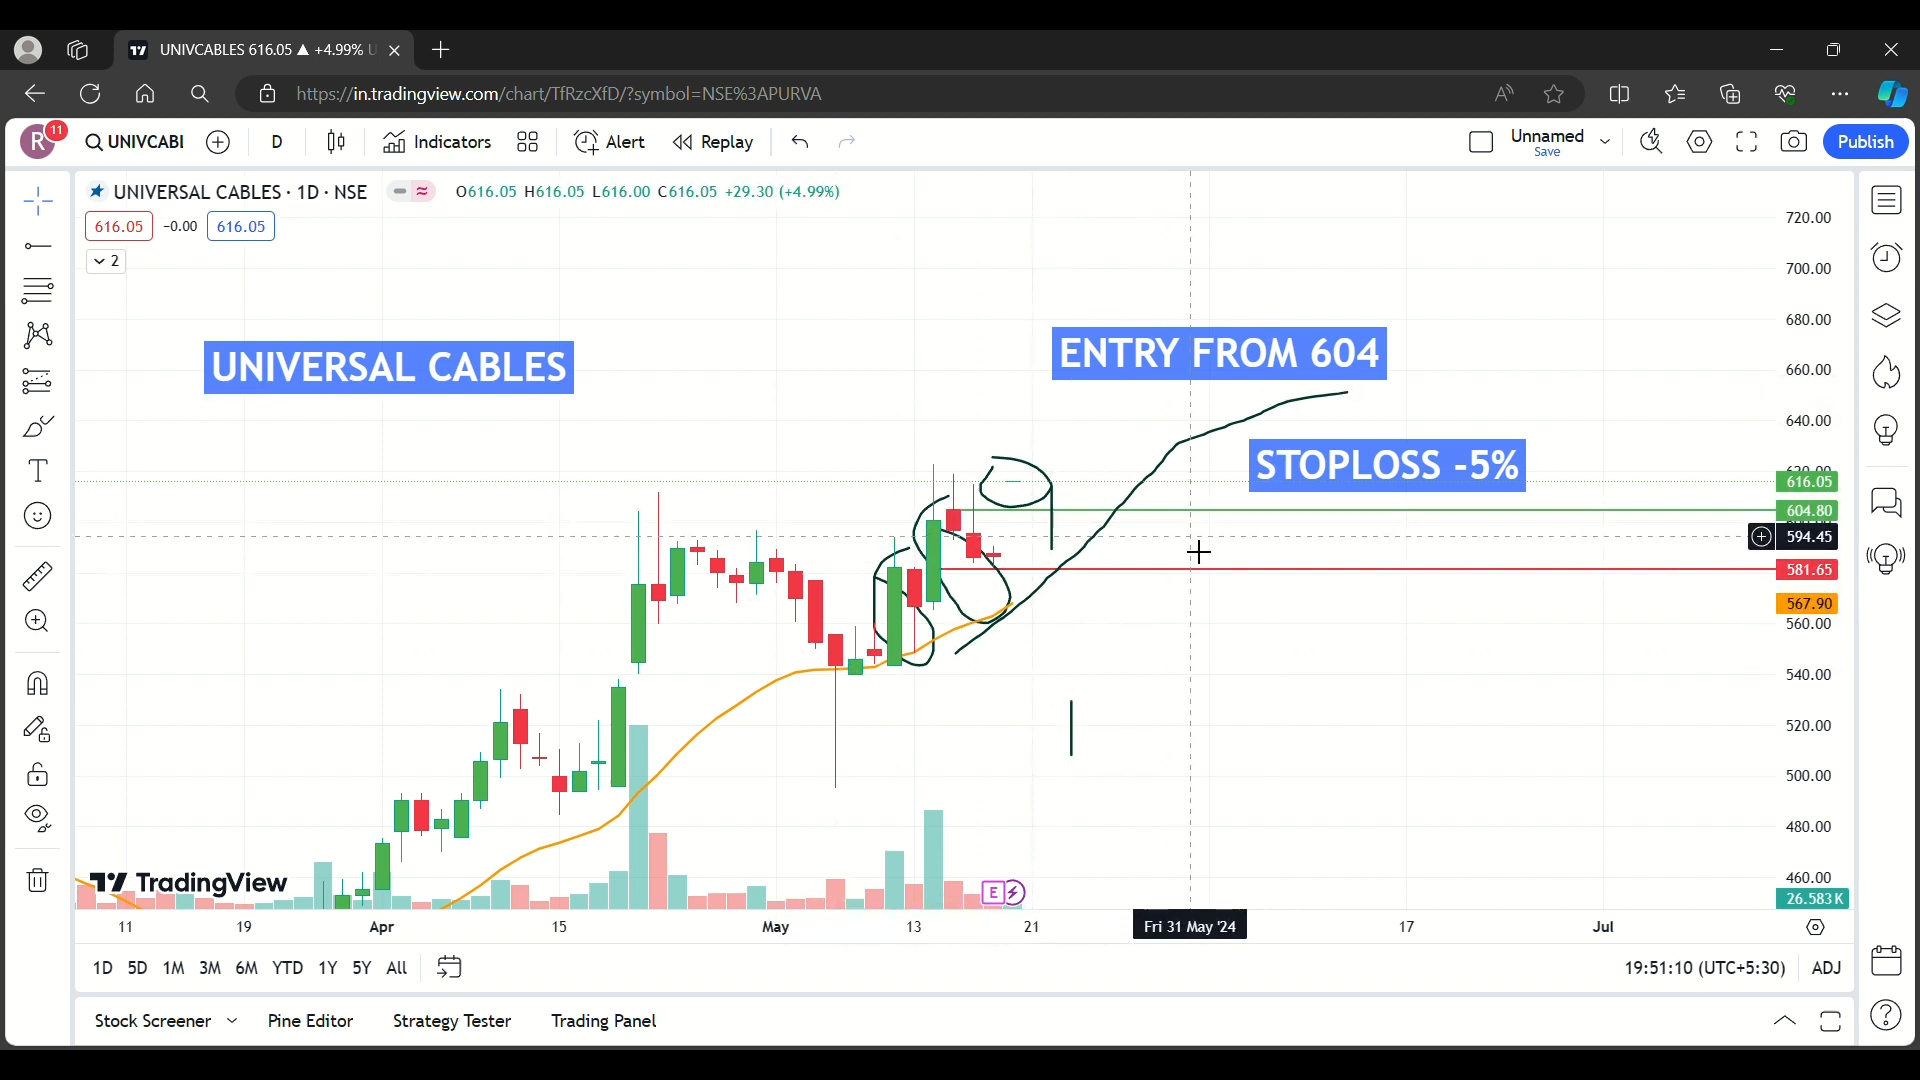 UNIVCABLES 616.05 ▲ +4.99% U
https://in.tradingview.com/chart/TfRzcXfD/?symbol=NSE%3APURVA
R 11 UNIVCABI D Indicators Alert Replay Unnamed Save Publish
UNIVERSAL CABLES · 1D · NSE O616.05 H616.05 L616.00 C616.05 +29.30 (+4.99%)
616.05 −0.00 616.05
2
UNIVERSAL CABLES
ENTRY FROM 604
STOPLOSS -5%
720.00
700.00
680.00
660.00
640.00
616.05
604.80
594.45
581.65
567.90
560.00
540.00
520.00
500.00
480.00
460.00
26.583K
TradingView
E
11 19 Apr 15 May 13 21 Fri 31 May '24 17 Jul
1D 5D 1M 3M 6M YTD 1Y 5Y All 19:51:10 (UTC+5:30) ADJ
Stock Screener Pine Editor Strategy Tester Trading Panel